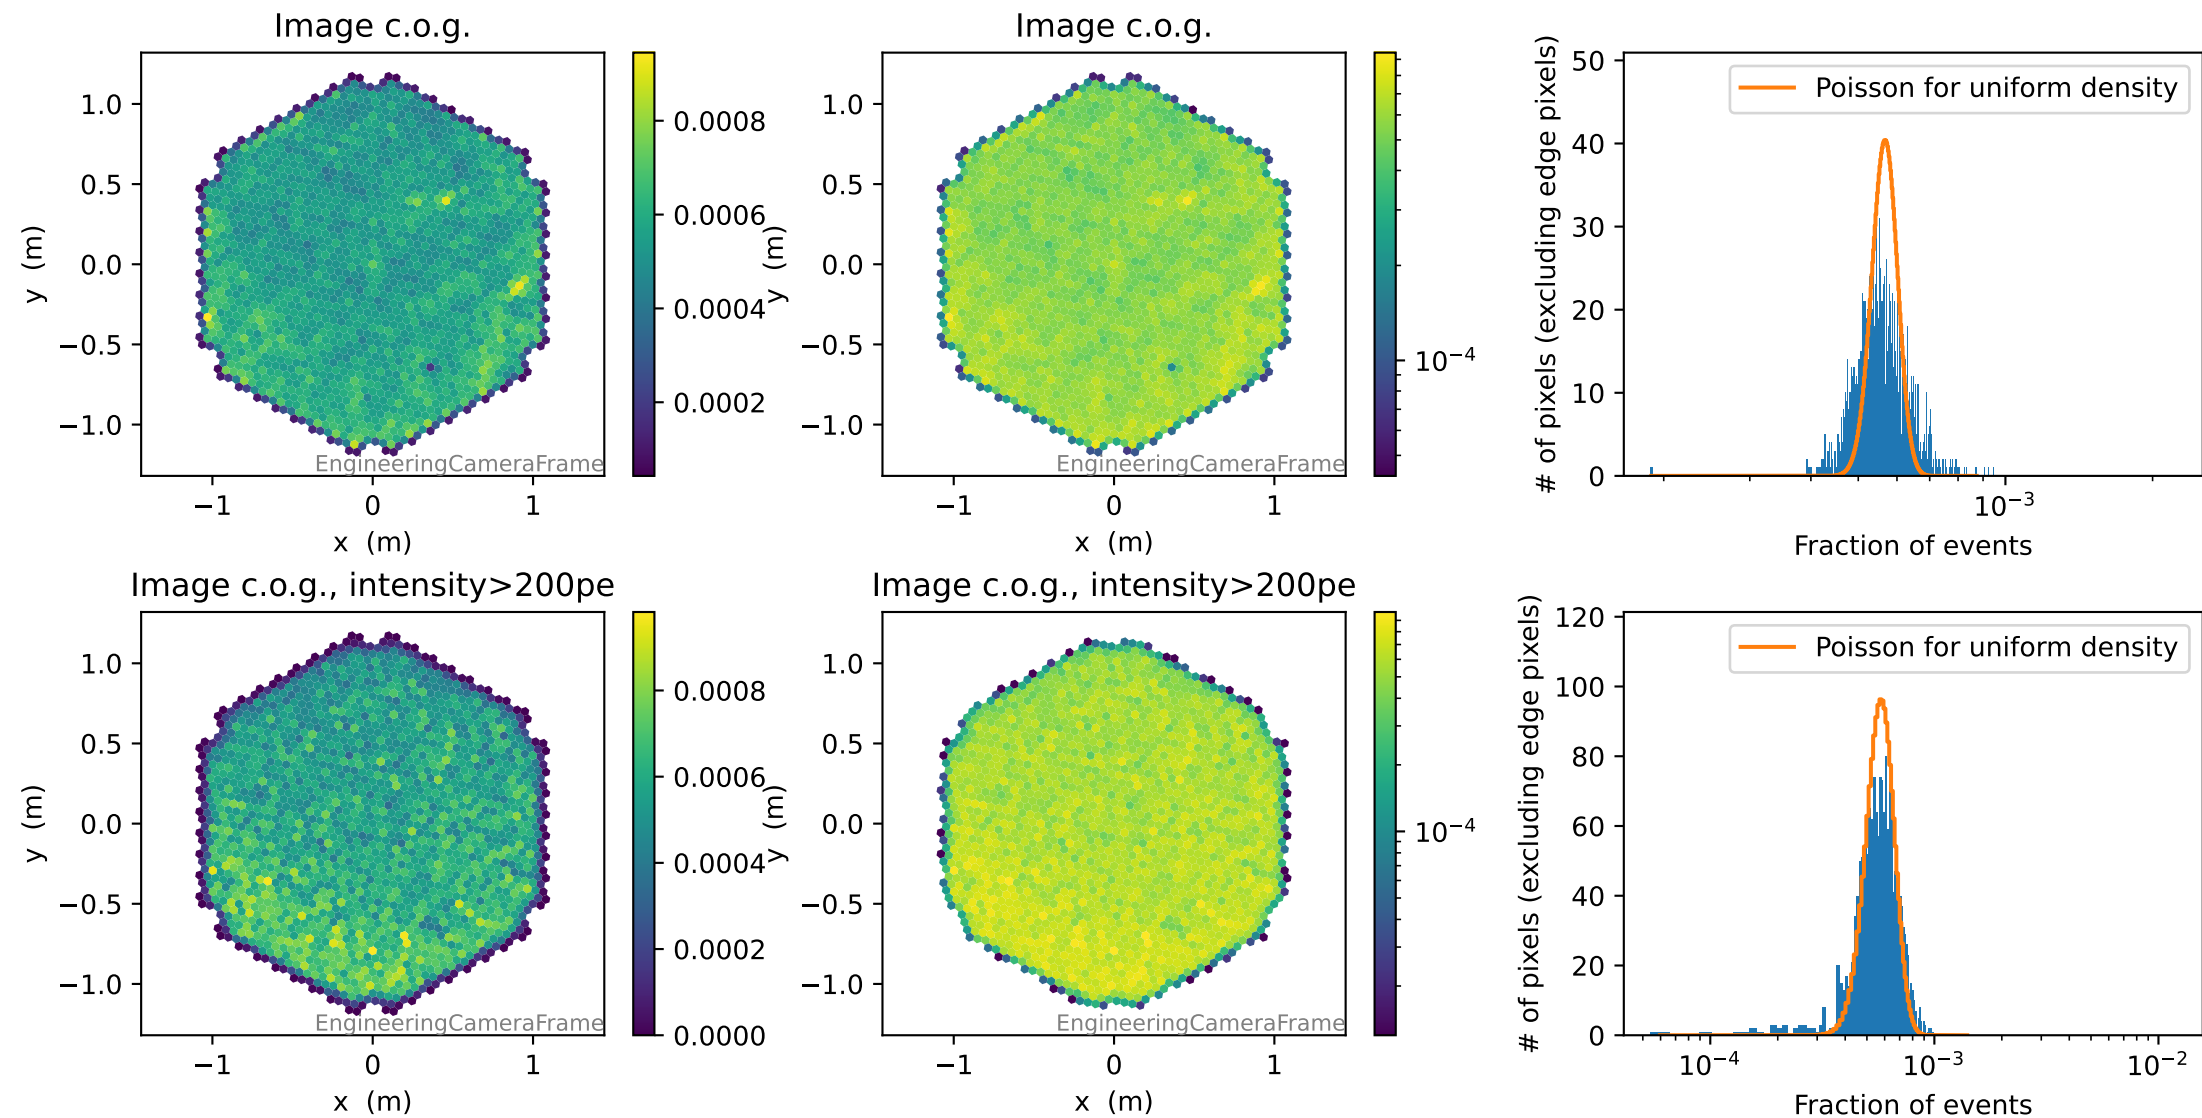 Image c.o.g.
1.0
0.5
0.0
−0.5
−1.0
y (m)
−1
0
1
x (m)
EngineeringCameraFrame
0.0008
0.0006
0.0004
0.0002
Image c.o.g.
1.0
0.5
0.0
−0.5
−1.0
y (m)
−1
0
1
x (m)
EngineeringCameraFrame
10⁻⁴
50
40
30
20
10
0
# of pixels (excluding edge pixels)
Poisson for uniform density
10⁻³
Fraction of events
Image c.o.g., intensity>200pe
1.0
0.5
0.0
−0.5
−1.0
y (m)
−1
0
1
x (m)
EngineeringCameraFrame
0.0008
0.0006
0.0004
0.0002
0.0000
Image c.o.g., intensity>200pe
1.0
0.5
0.0
−0.5
−1.0
y (m)
−1
0
1
x (m)
EngineeringCameraFrame
10⁻⁴
120
100
80
60
40
20
0
# of pixels (excluding edge pixels)
Poisson for uniform density
10⁻⁴
10⁻³
10⁻²
Fraction of events